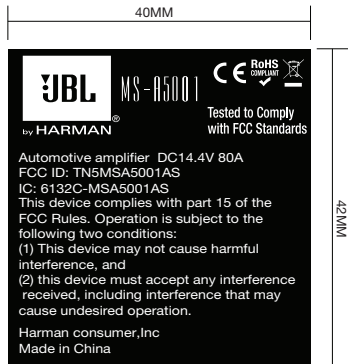 40MM
JBL
MS-A5001
RoHS
COMPLIANT
by HARMAN®
Tested to Comply
with FCC Standards
Automotive amplifier DC14.4V 80A
FCC ID: TN5MSA5001AS
IC: 6132C-MSA5001AS
This device complies with part 15 of the
FCC Rules. Operation is subject to the
following two conditions:
(1) This device may not cause harmful
interference, and
(2) this device must accept any interference
received, including interference that may
cause undesired operation.
Harman consumer,Inc
Made in China
42MM